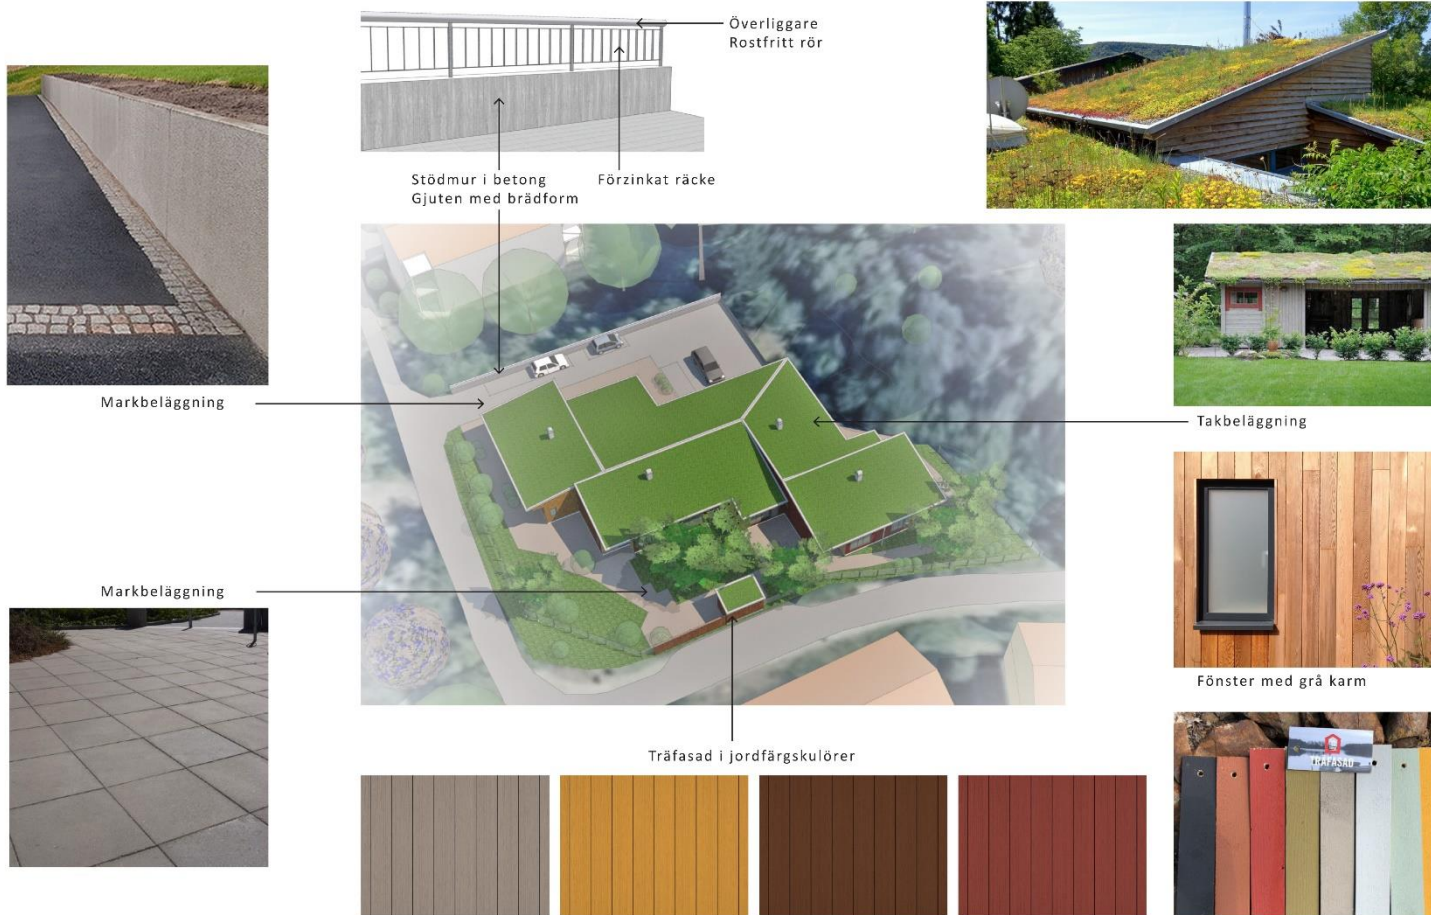 Överliggare
Rostfritt rör
Stödmur i betong
Gjuten med brädform
Förzinkat räcke
Markbeläggning
Takbeläggning
Markbeläggning
Fönster med grå karm
Träfasad i jordfärgskulörer
TRÄFASAD